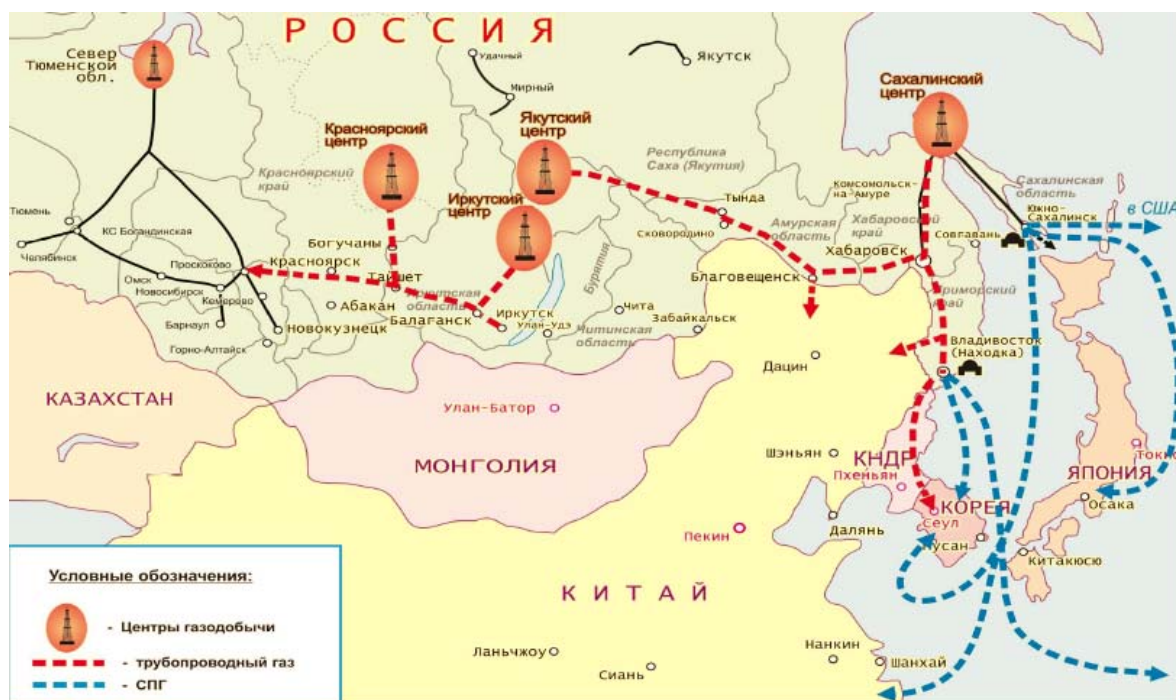 РОССИЯ
Север
Тюменской
обл.
Удачный
Мирный
Якутск
Сахалинский
центр
Красноярский
центр
Якутский
центр
Иркутский
центр
Красноярский
край
Республика
Саха (Якутия)
Комсомольск-
на-Амуре
Сахалинская
область
Южно-
Сахалинск
в США
Тюмень
КС Богандинская
Челябинск
Богучаны
Тында
Сковородино
Амурская
область
Хабаровский
край
Совгавань
Хабаровск
Проскоково
Красноярск
Тайшет
Омск
Новосибирск
Кемерово
Абакан
Иркутская
область
Балаганск
Иркутск
Улан-Удэ
Бурятия
Чита
Читинская
область
Забайкальск
Благовещенск
Приморский
край
Барнаул
Новокузнецк
Горно-Алтайск
Владивосток
(Находка)
Дацин
КАЗАХСТАН
Улан-Батор
МОНГОЛИЯ
Шэньян
КНДР
Пхеньян
ЯПОНИЯ
Токио
Осака
КОРЕЯ
Сеул
Пусан
Далянь
Пекин
Китакюсю
КИТАЙ
Ланьчжоу
Сиань
Нанкин
Шанхай
Условные обозначения:
- Центры газодобычи
- трубопроводный газ
- СПГ